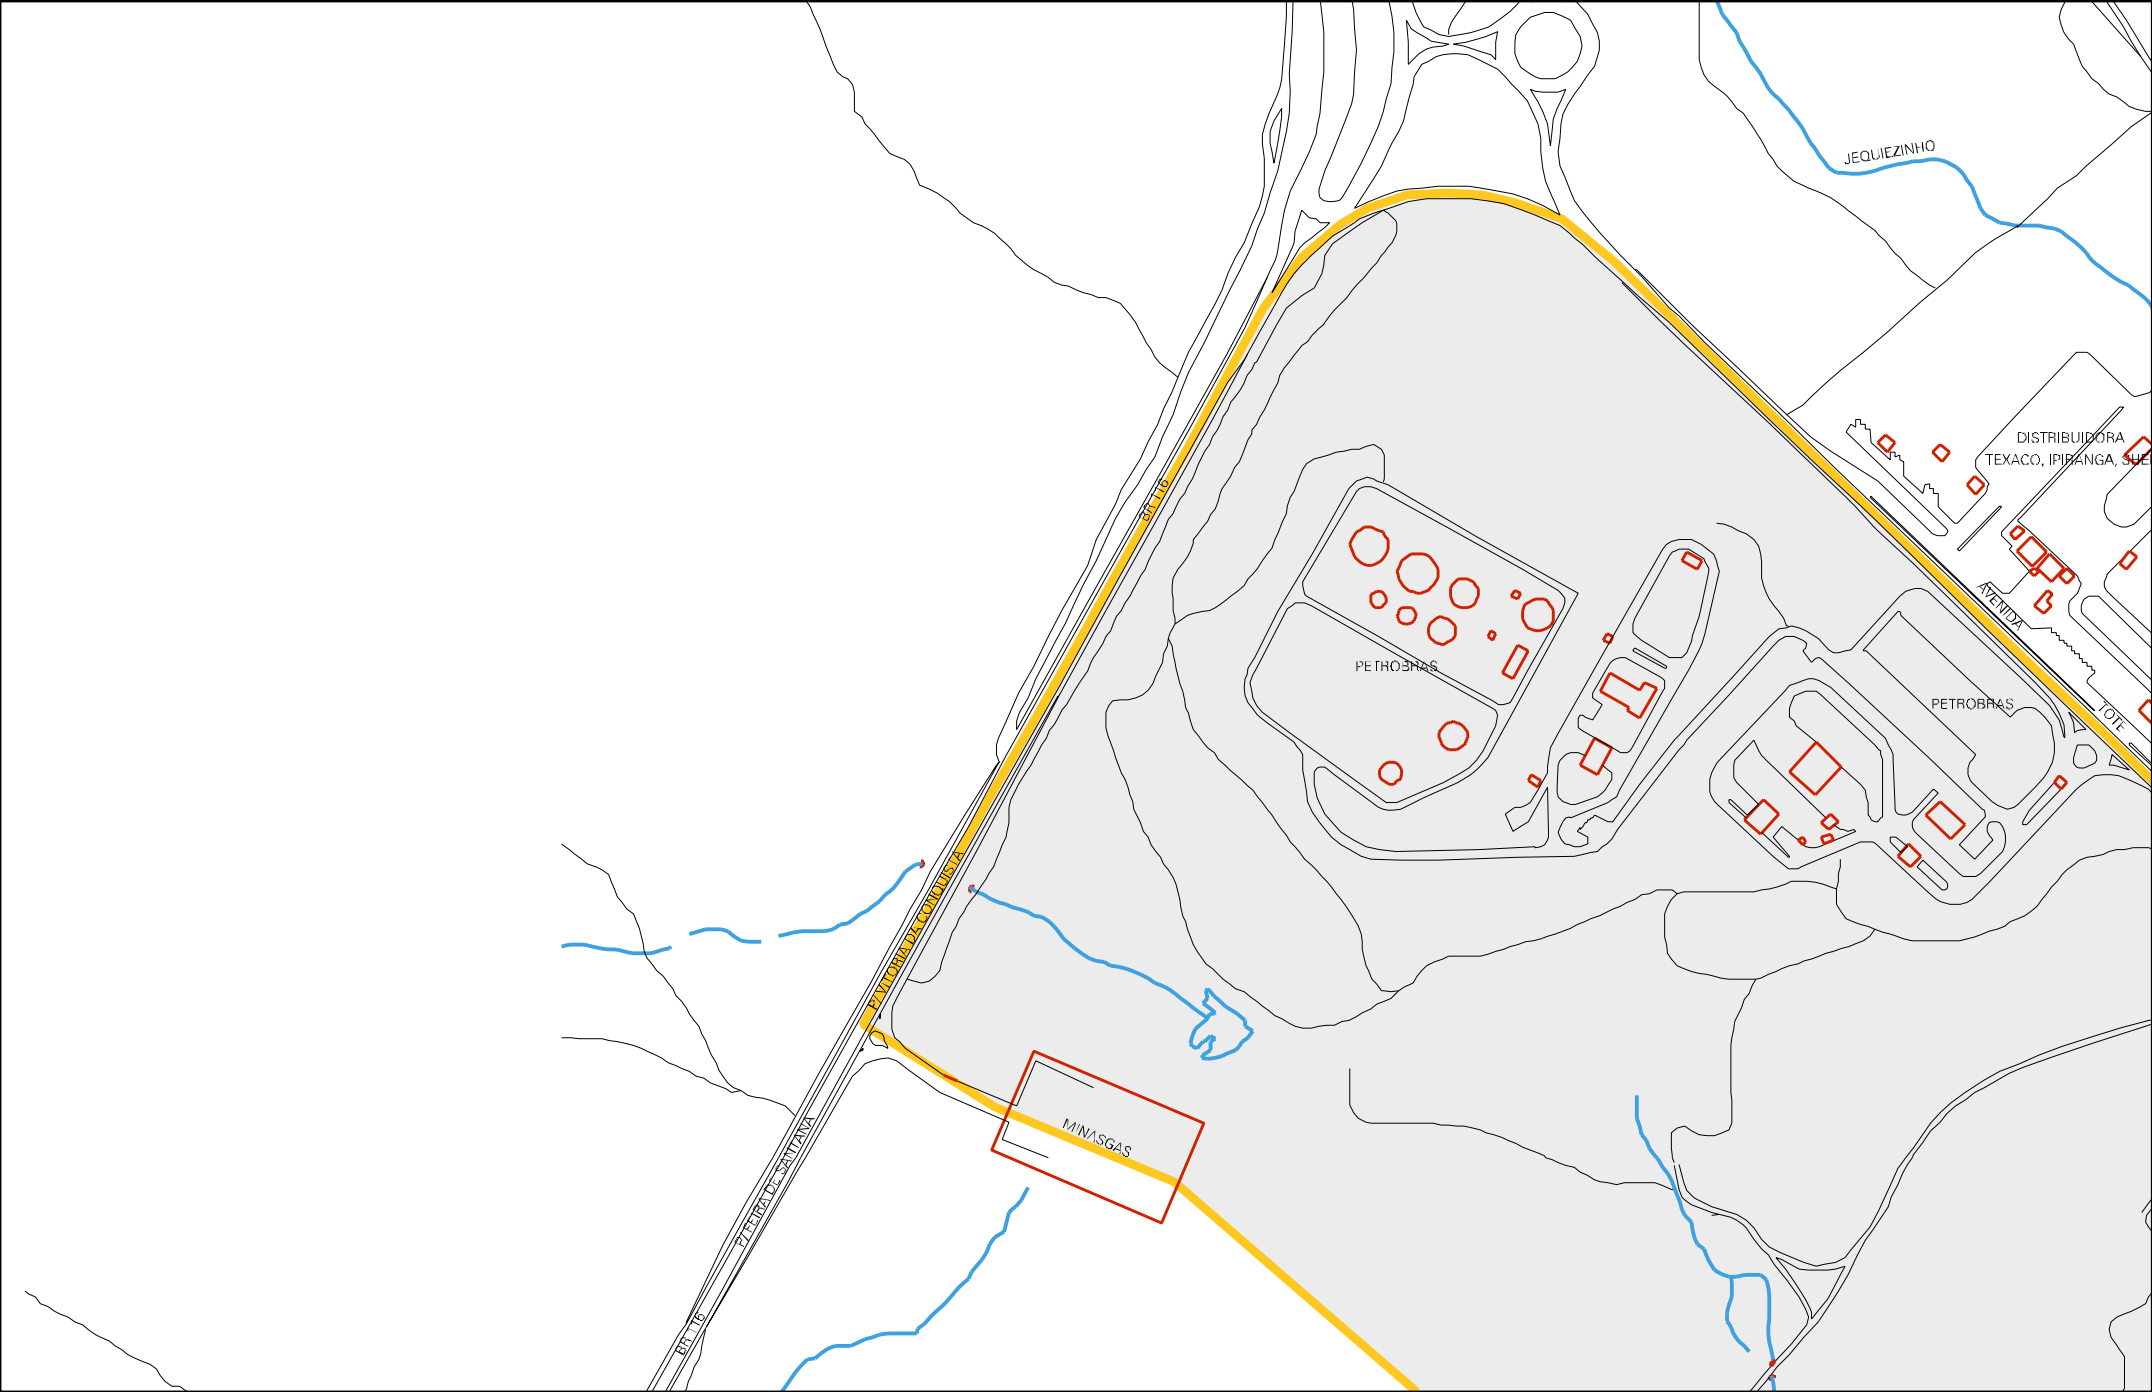 JEQUIEZINHO
DISTRIBUIDORA
TEXACO, IPIRANGA, SHEL
BR 116
AVENIDA
PETROBRAS
PETROBRAS
TOTE
P/ VITORIA DA CONQUISTA
MINASGAS
P/ FEIRA DE SANTANA
BR 116